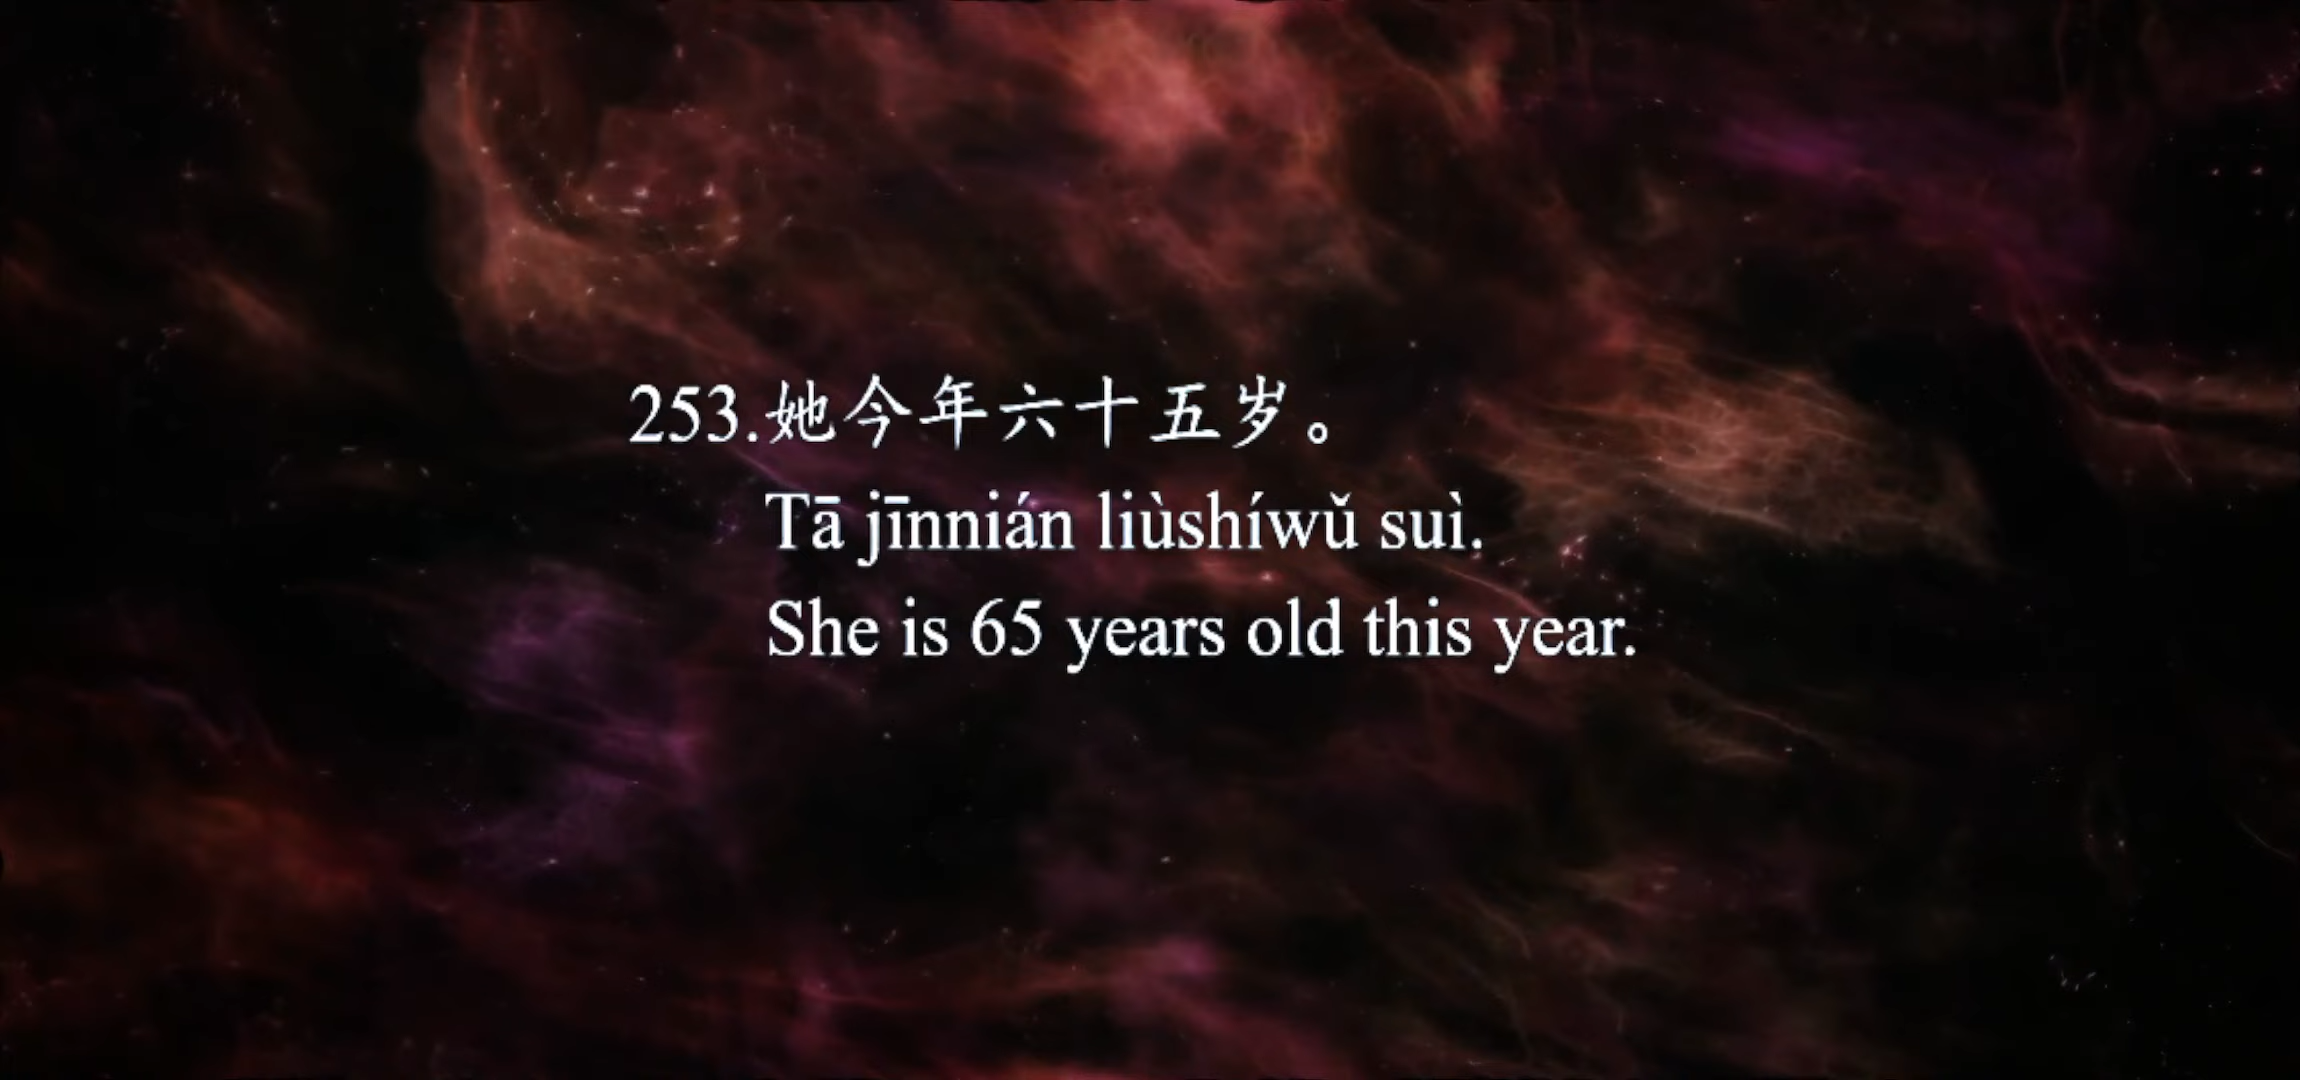 253.她今年六十五岁。
Tā jīnnián liùshíwǔ suì.
She is 65 years old this year.